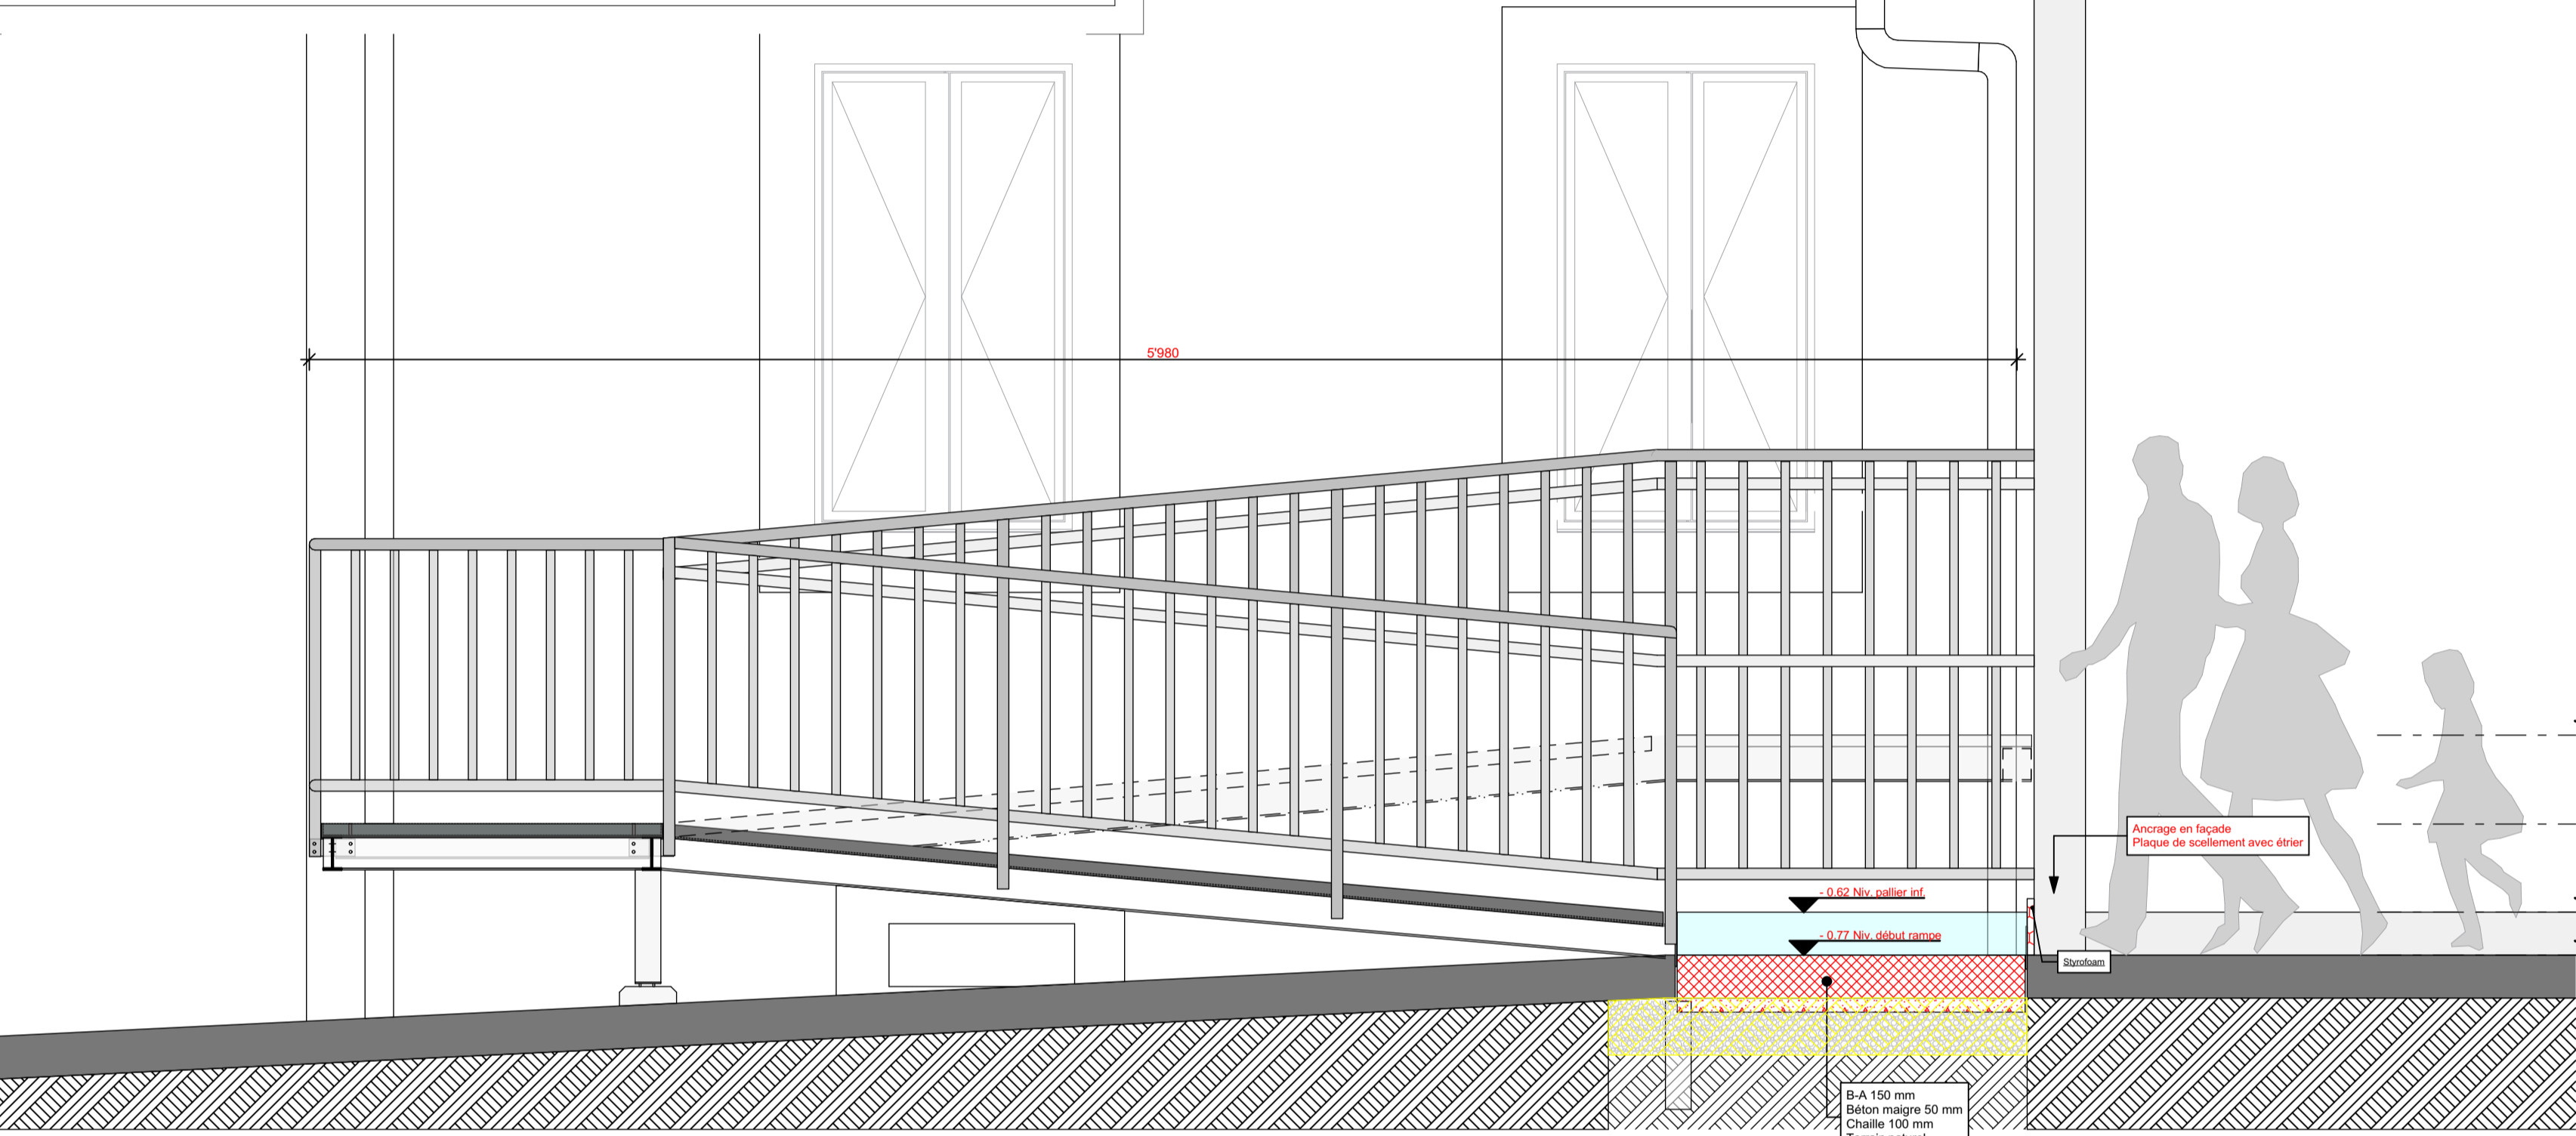 5'980
Ancrage en façade
Plaque de scellement avec étrier
- 0.62 Niv. pallier inf.
- 0.77 Niv. début rampe
Styrofoam
B-A 150 mm
Béton maigre 50 mm
Chaille 100 mm